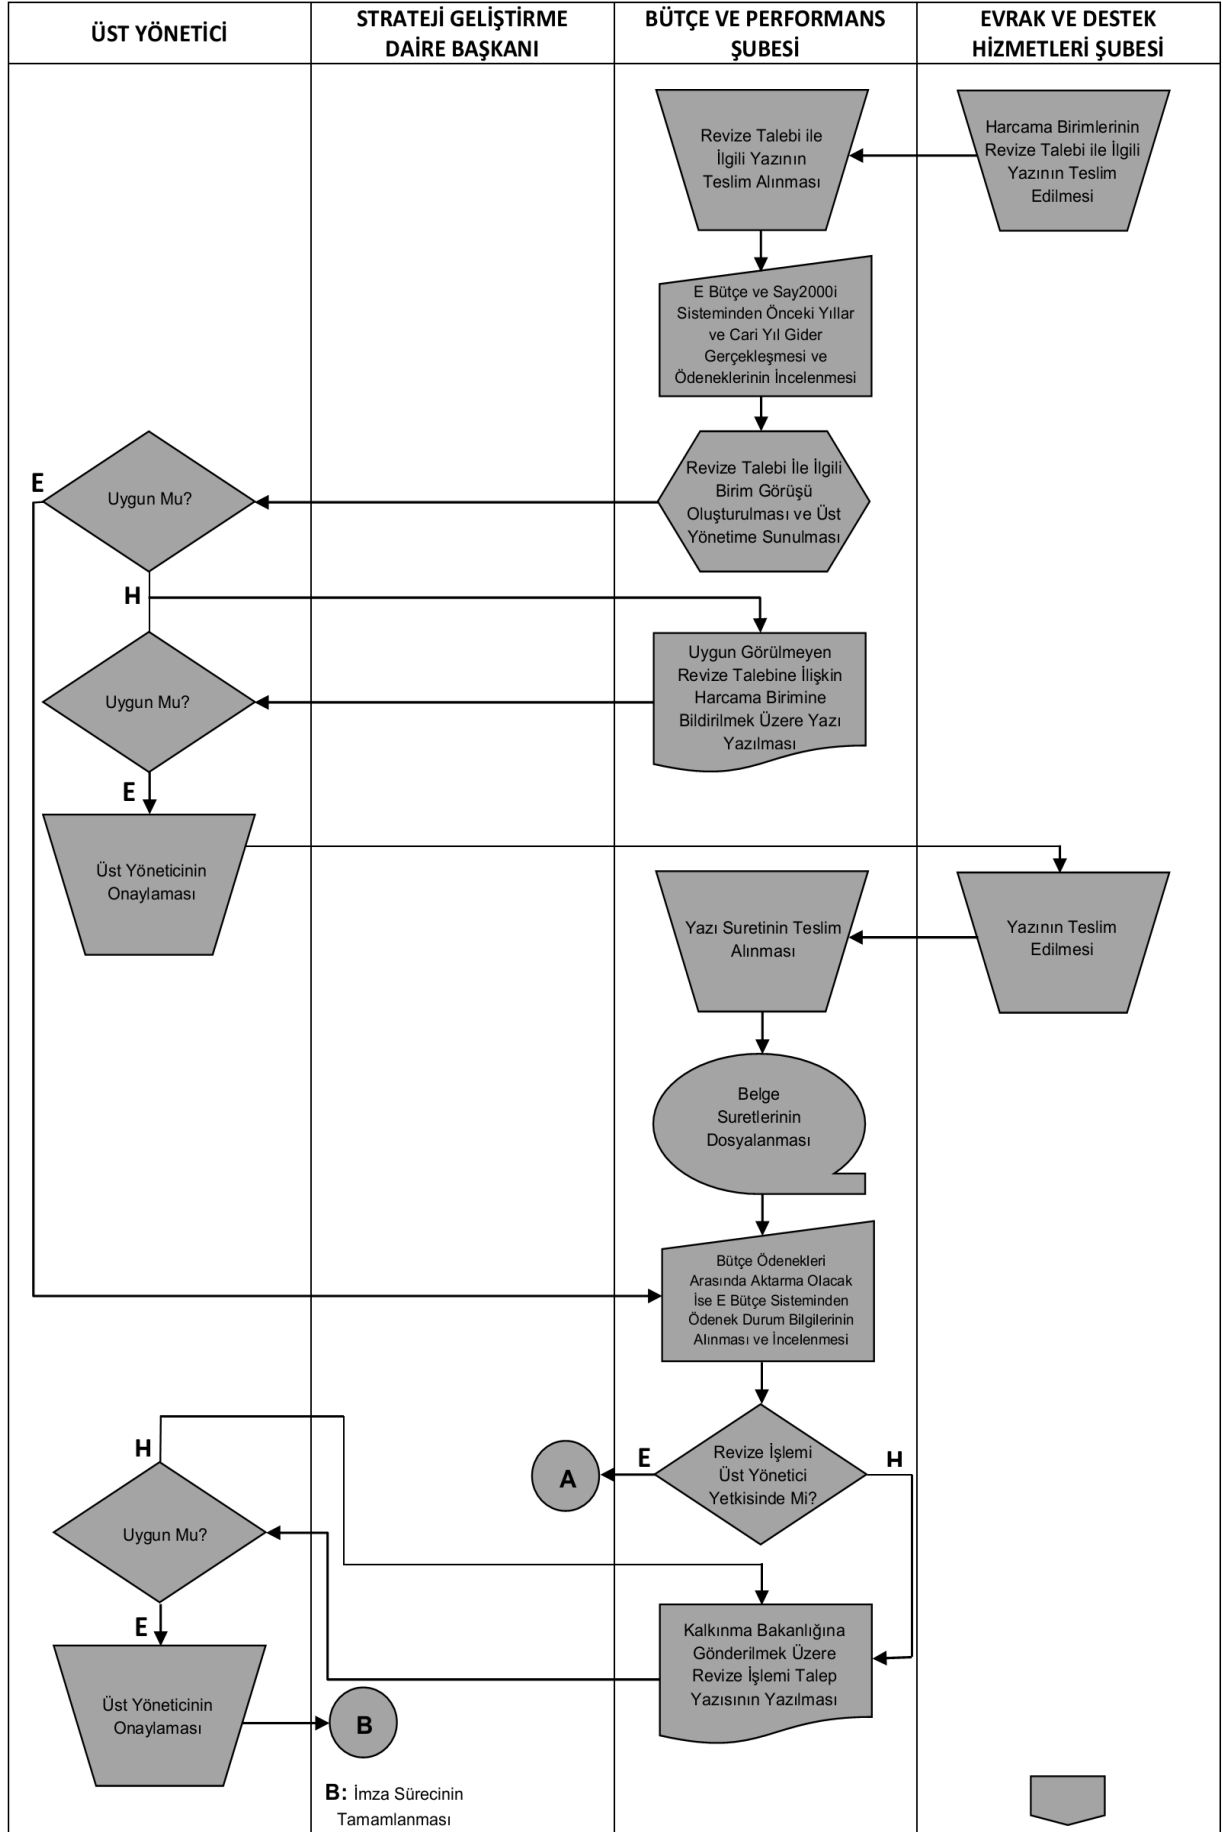 ÜST YÖNETİCİ
STRATEJİ GELİŞTİRME
DAİRE BAŞKANI
BÜTÇE VE PERFORMANS
ŞUBESİ
EVRAK VE DESTEK
HİZMETLERİ ŞUBESİ
Revize Talebi ile
İlgili Yazının
Teslim Alınması
Harcama Birimlerinin
Revize Talebi ile İlgili
Yazının Teslim
Edilmesi
E Bütçe ve Say2000i
Sisteminden Önceki Yıllar
ve Cari Yıl Gider
Gerçekleşmesi ve
Ödeneklerinin İncelenmesi
E
Uygun Mu?
Revize Talebi İle İlgili
Birim Görüşü
Oluşturulması ve Üst
Yönetime Sunulması
H
Uygun Mu?
Uygun Görülmeyen
Revize Talebine İlişkin
Harcama Birimine
Bildirilmek Üzere Yazı
Yazılması
E
Üst Yöneticinin
Onaylaması
Yazı Suretinin Teslim
Alınması
Yazının Teslim
Edilmesi
Belge
Suretlerinin
Dosyalanması
Bütçe Ödenekleri
Arasında Aktarma Olacak
İse E Bütçe Sisteminden
Ödenek Durum Bilgilerinin
Alınması ve İncelenmesi
H
A
E
Revize İşlemi
Üst Yönetici
Yetkisinde Mi?
H
Uygun Mu?
E
Kalkınma Bakanlığına
Gönderilmek Üzere
Revize İşlemi Talep
Yazısının Yazılması
Üst Yöneticinin
Onaylaması
B
B: İmza Sürecinin
Tamamlanması